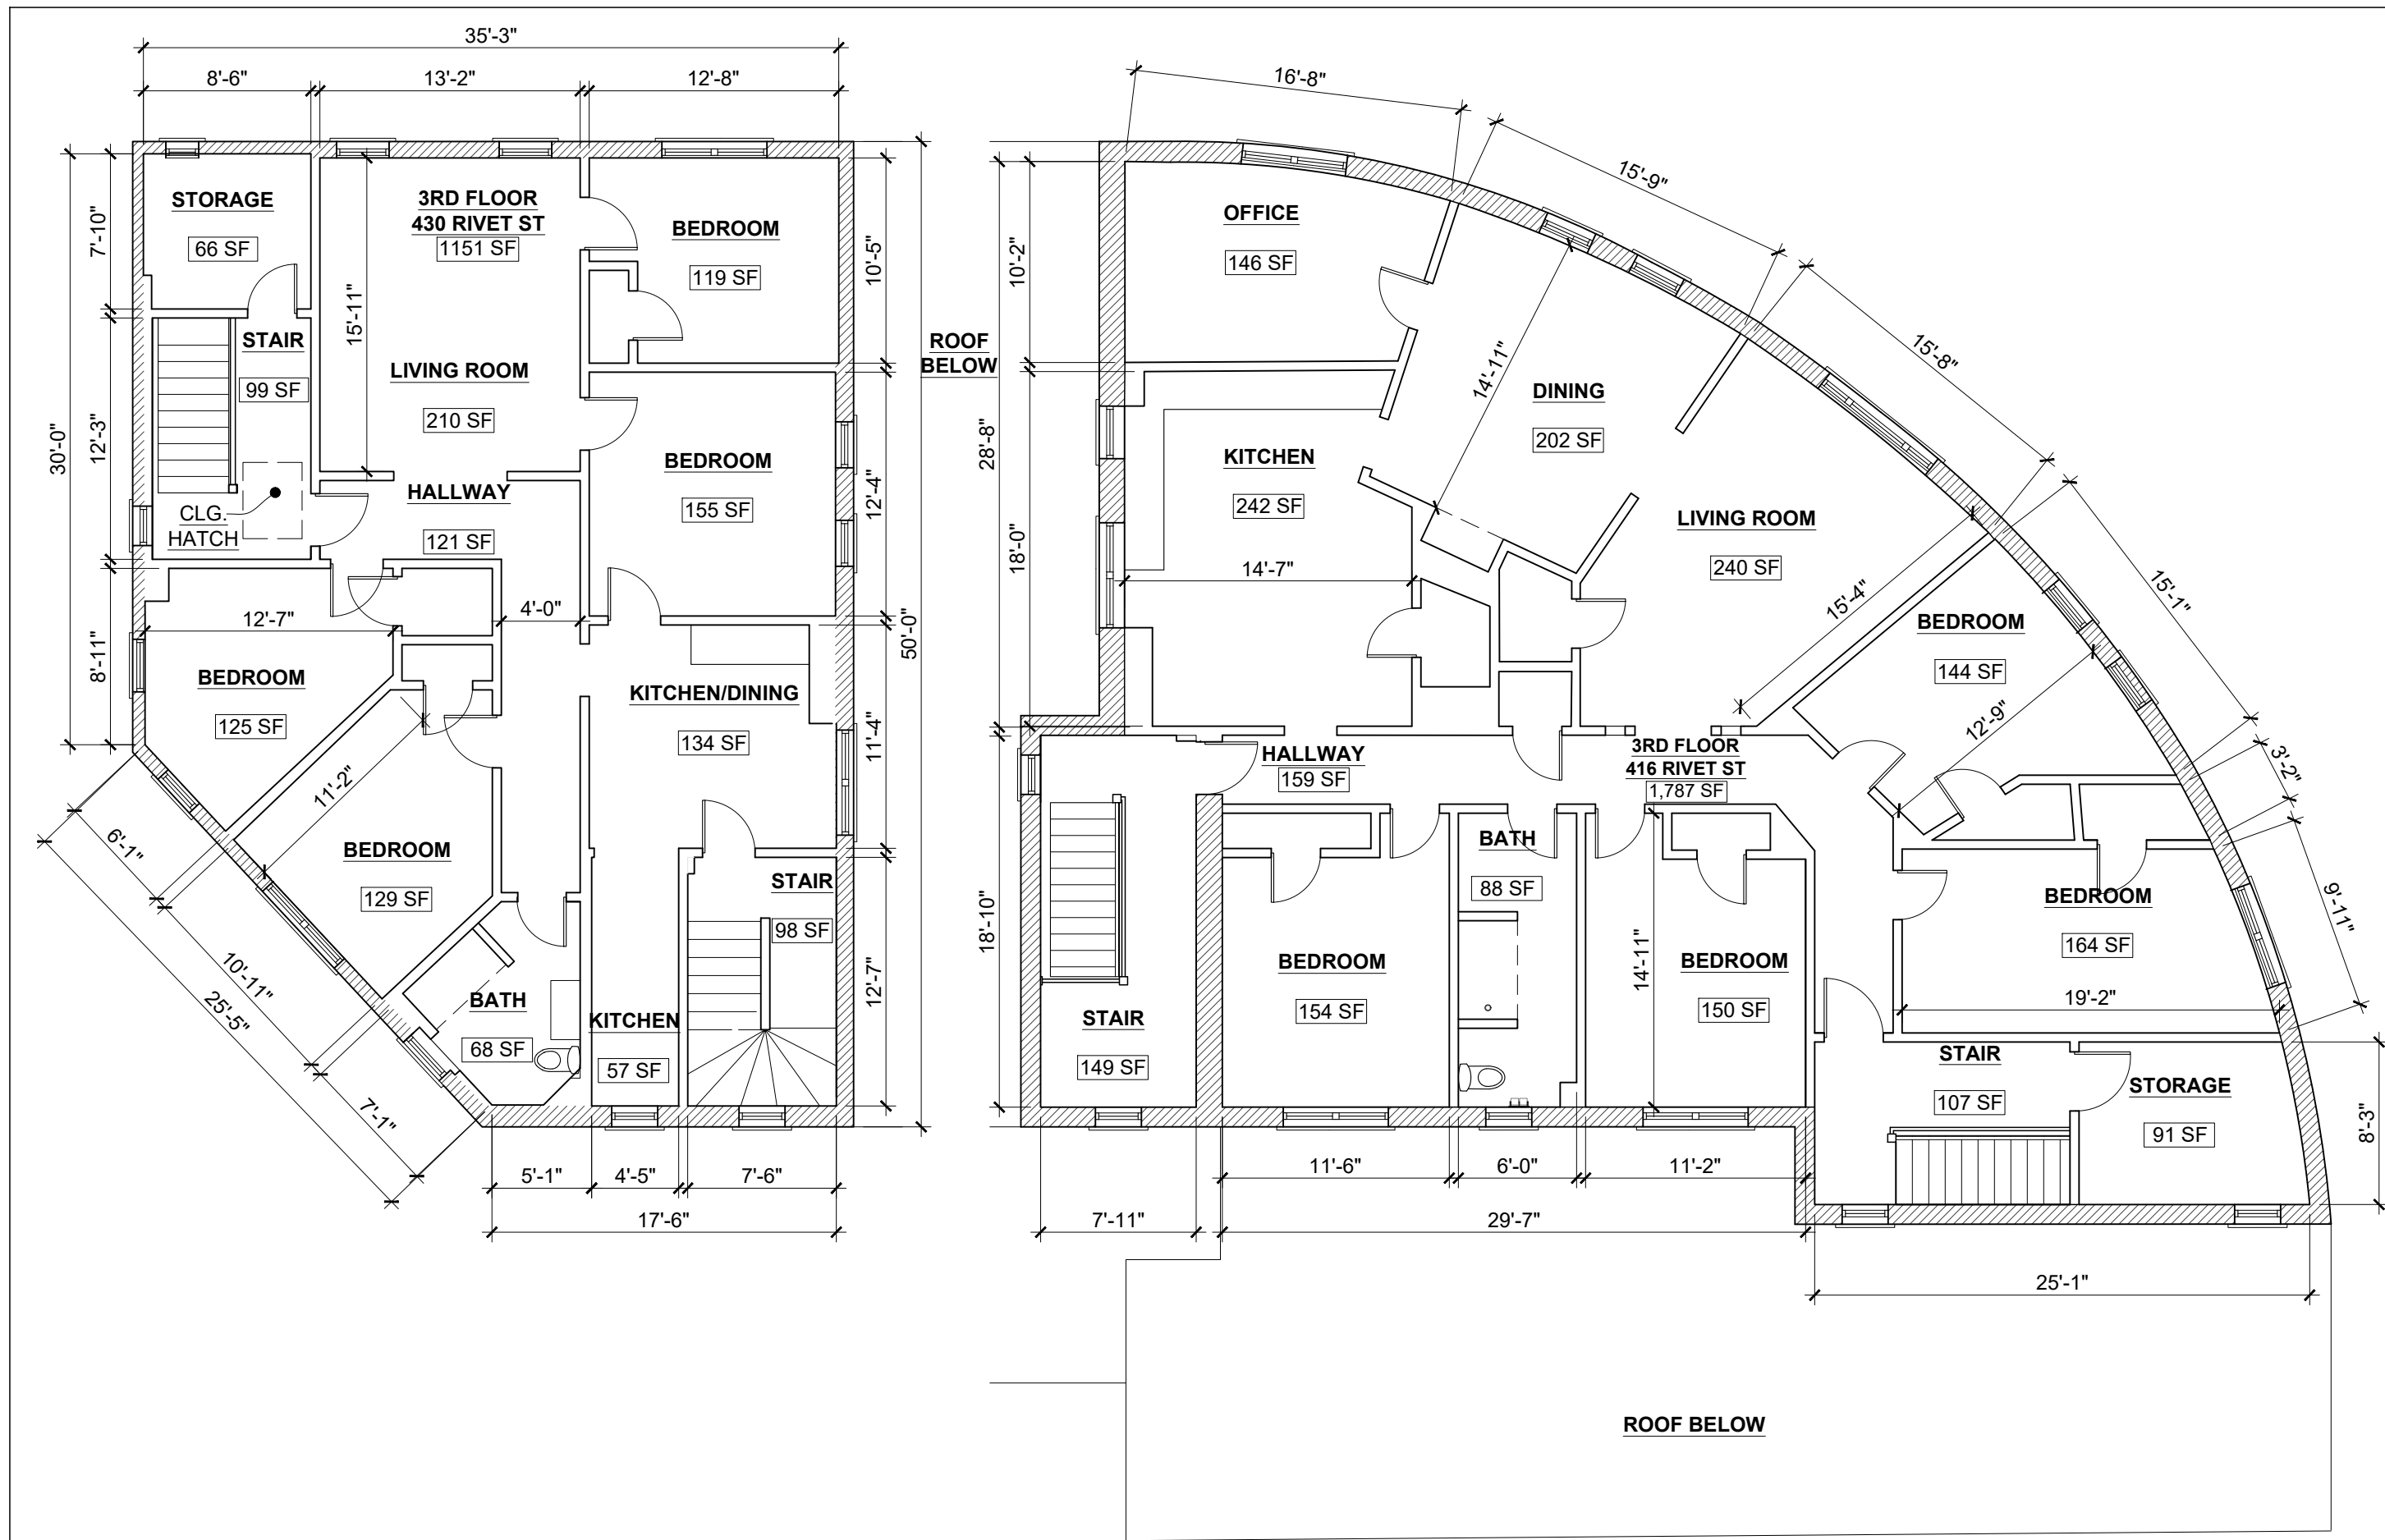 35'-3"
8'-6"
13'-2"
12'-8"
30'-0"
7'-10"
12'-3"
8'-11"
STORAGE
66 SF
3RD FLOOR
430 RIVET ST
1151 SF
BEDROOM
119 SF
10'-5"
15'-11"
STAIR
99 SF
LIVING ROOM
210 SF
BEDROOM
155 SF
12'-4"
50'-0"
CLG.
HATCH
HALLWAY
121 SF
12'-7"
4'-0"
BEDROOM
125 SF
KITCHEN/DINING
134 SF
11'-4"
11'-2"
BEDROOM
129 SF
6'-1"
10'-11"
25'-5"
7'-1"
BATH
68 SF
KITCHEN
57 SF
STAIR
98 SF
12'-7"
5'-1"
4'-5"
7'-6"
17'-6"
ROOF
BELOW
16'-8"
15'-9"
15'-8"
15'-1"
3'-2"
9'-11"
28'-8"
10'-2"
18'-0"
18'-10"
OFFICE
146 SF
14'-11"
DINING
202 SF
KITCHEN
242 SF
14'-7"
LIVING ROOM
240 SF
15'-4"
BEDROOM
144 SF
12'-9"
HALLWAY
159 SF
3RD FLOOR
416 RIVET ST
1,787 SF
BATH
88 SF
BEDROOM
154 SF
14'-11"
BEDROOM
150 SF
BEDROOM
164 SF
19'-2"
STAIR
149 SF
STAIR
107 SF
STORAGE
91 SF
8'-3"
11'-6"
6'-0"
11'-2"
7'-11"
29'-7"
25'-1"
ROOF BELOW